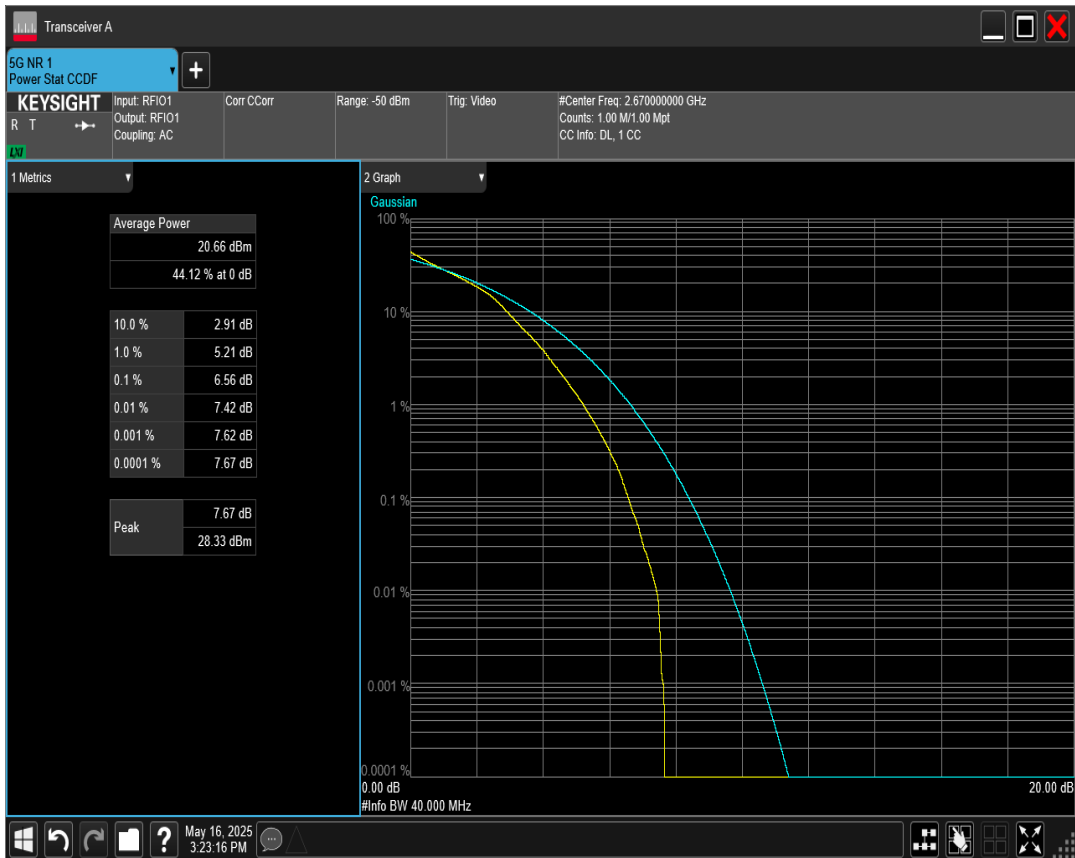 Transceiver A
5G NR 1
Power Stat CCDF
+
KEYSIGHT
R T
LXI
Input: RFIO1
Output: RFIO1
Coupling: AC
Corr CCorr
Range: -50 dBm
Trig: Video
#Center Freq: 2.670000000 GHz
Counts: 1.00 M/1.00 Mpt
CC Info: DL, 1 CC
1 Metrics
Average Power
20.66 dBm
44.12 % at 0 dB
10.0 % 2.91 dB
1.0 % 5.21 dB
0.1 % 6.56 dB
0.01 % 7.42 dB
0.001 % 7.62 dB
0.0001 % 7.67 dB
Peak
7.67 dB
28.33 dBm
2 Graph
Gaussian
100 %
10 %
1 %
0.1 %
0.01 %
0.001 %
0.0001 %
0.00 dB 20.00 dB
#Info BW 40.000 MHz
?
May 16, 2025
3:23:16 PM